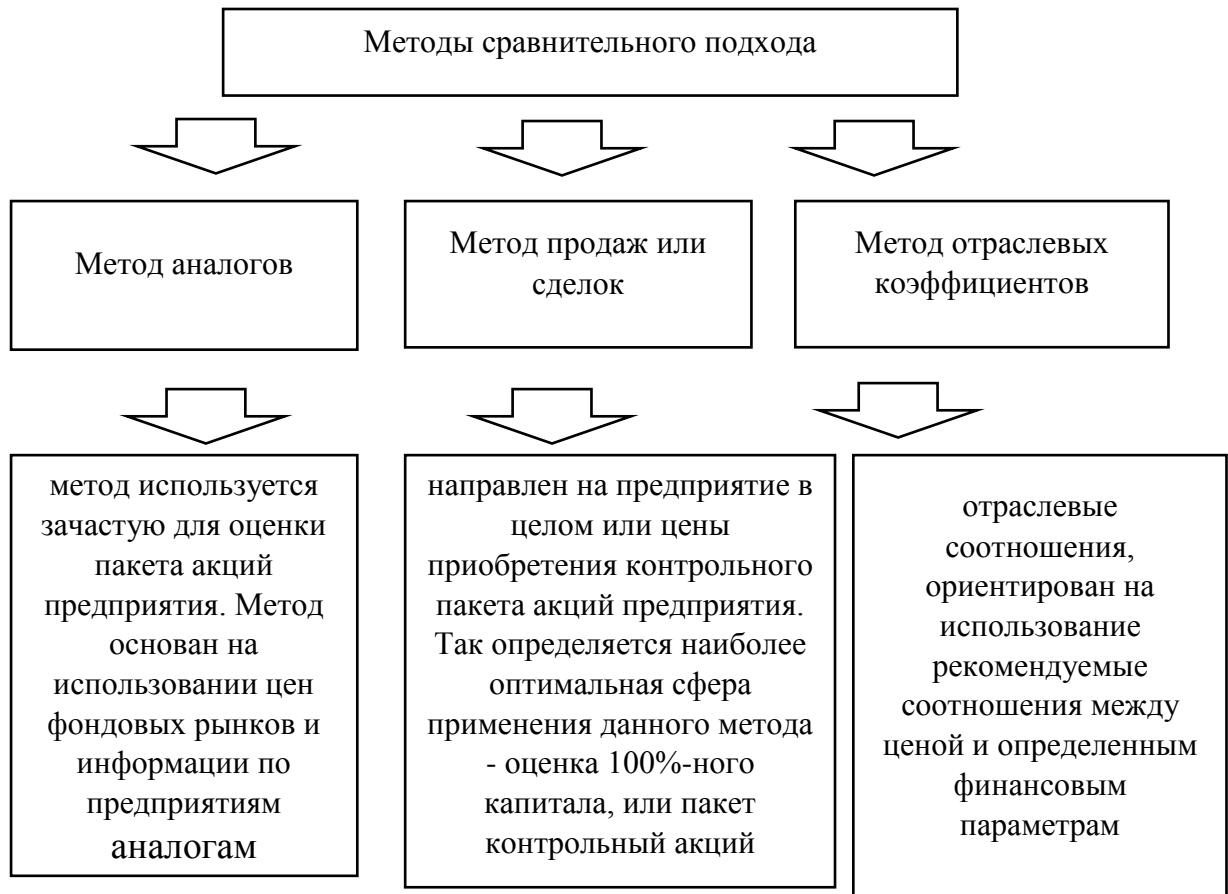 Методы сравнительного подхода
Метод аналогов
Метод продаж или
сделок
Метод отраслевых
коэффициентов
метод используется
зачастую для оценки
пакета акций
предприятия. Метод
основан на
использовании цен
фондовых рынков и
информации по
предприятиям
аналогам
направлен на предприятие в
целом или цены
приобретения контрольного
пакета акций предприятия.
Так определяется наиболее
оптимальная сфера
применения данного метода
- оценка 100%-ного
капитала, или пакет
контрольный акций
отраслевые
соотношения,
ориентирован на
использование
рекомендуемые
соотношения между
ценой и определенным
финансовым
параметрам